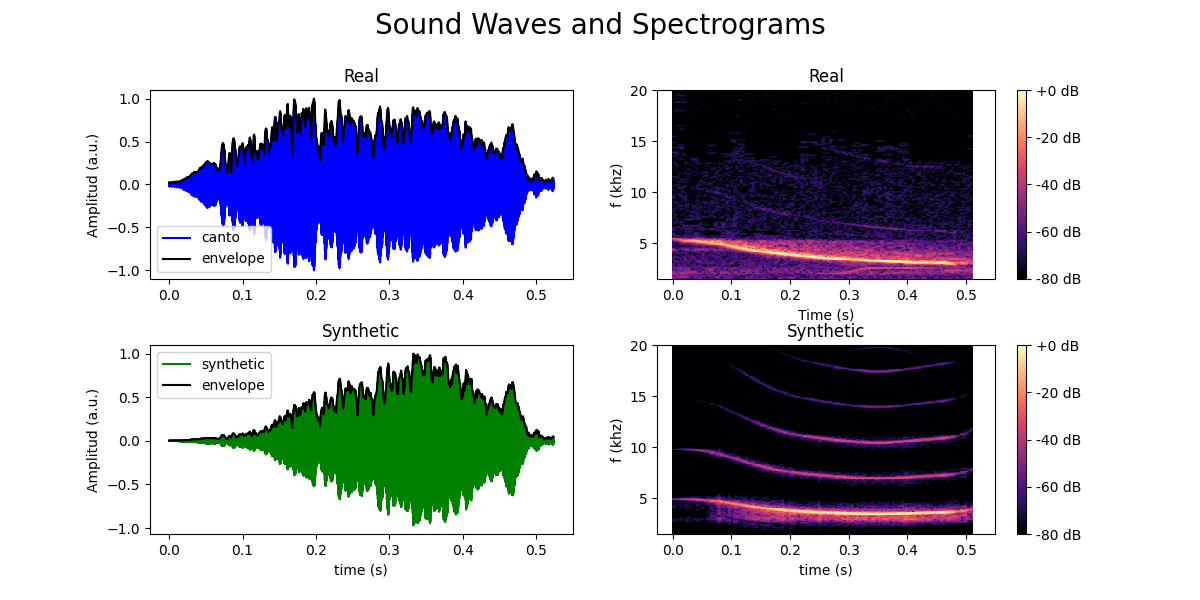 Sound Waves and Spectrograms
Real
Amplitud (a.u.)
1.0
0.5
0.0
−0.5
−1.0
canto
envelope
0.0 0.1 0.2 0.3 0.4 0.5
Real
f (khz)
20
15
10
5
0.0 0.1 0.2 0.3 0.4 0.5
Time (s)
+0 dB
-20 dB
-40 dB
-60 dB
-80 dB
Synthetic
Amplitud (a.u.)
1.0
0.5
0.0
−0.5
−1.0
synthetic
envelope
0.0 0.1 0.2 0.3 0.4 0.5
time (s)
Synthetic
f (khz)
20
15
10
5
0.0 0.1 0.2 0.3 0.4 0.5
time (s)
+0 dB
-20 dB
-40 dB
-60 dB
-80 dB